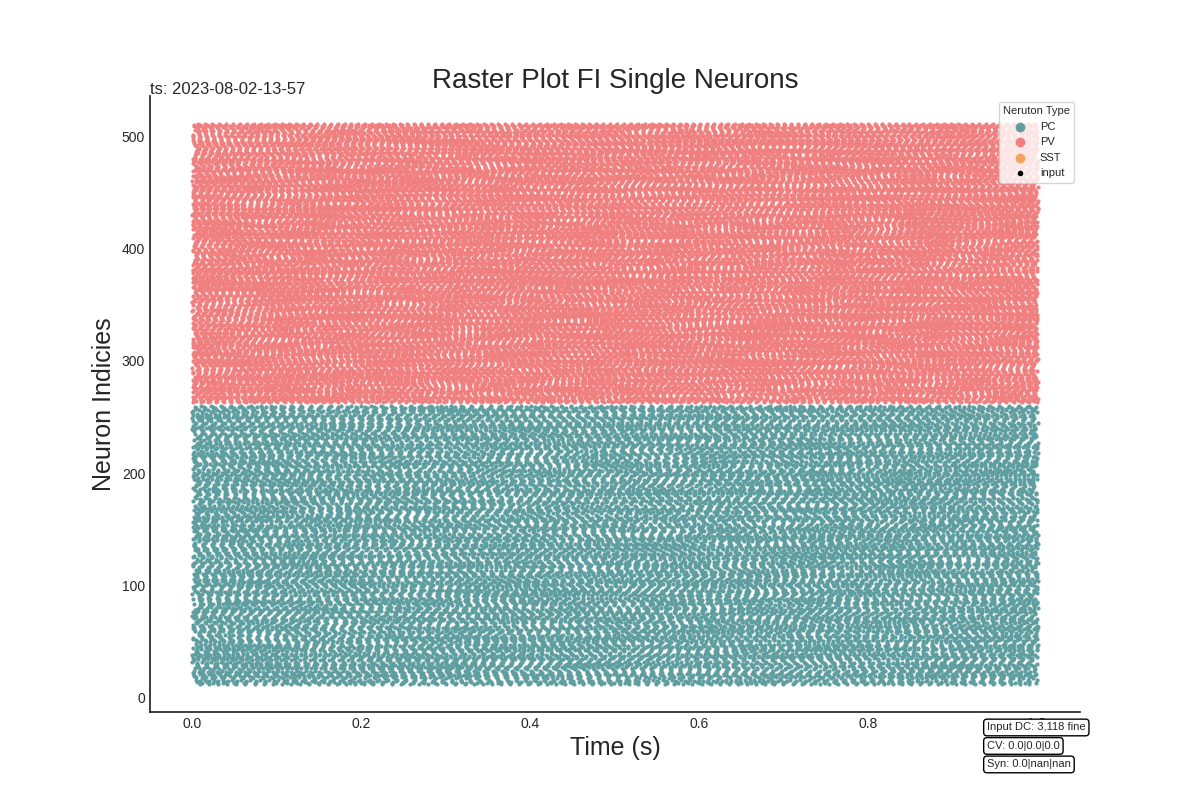 Raster Plot FI Single Neurons
ts: 2023-08-02-13-57
Neruton Type
PC
PV
SST
input
500
400
300
200
100
0
Neuron Indicies
0.0 0.2 0.4 0.6 0.8
Time (s)
Input DC: 3,118 fine
CV: 0.0|0.0|0.0
Syn: 0.0|nan|nan